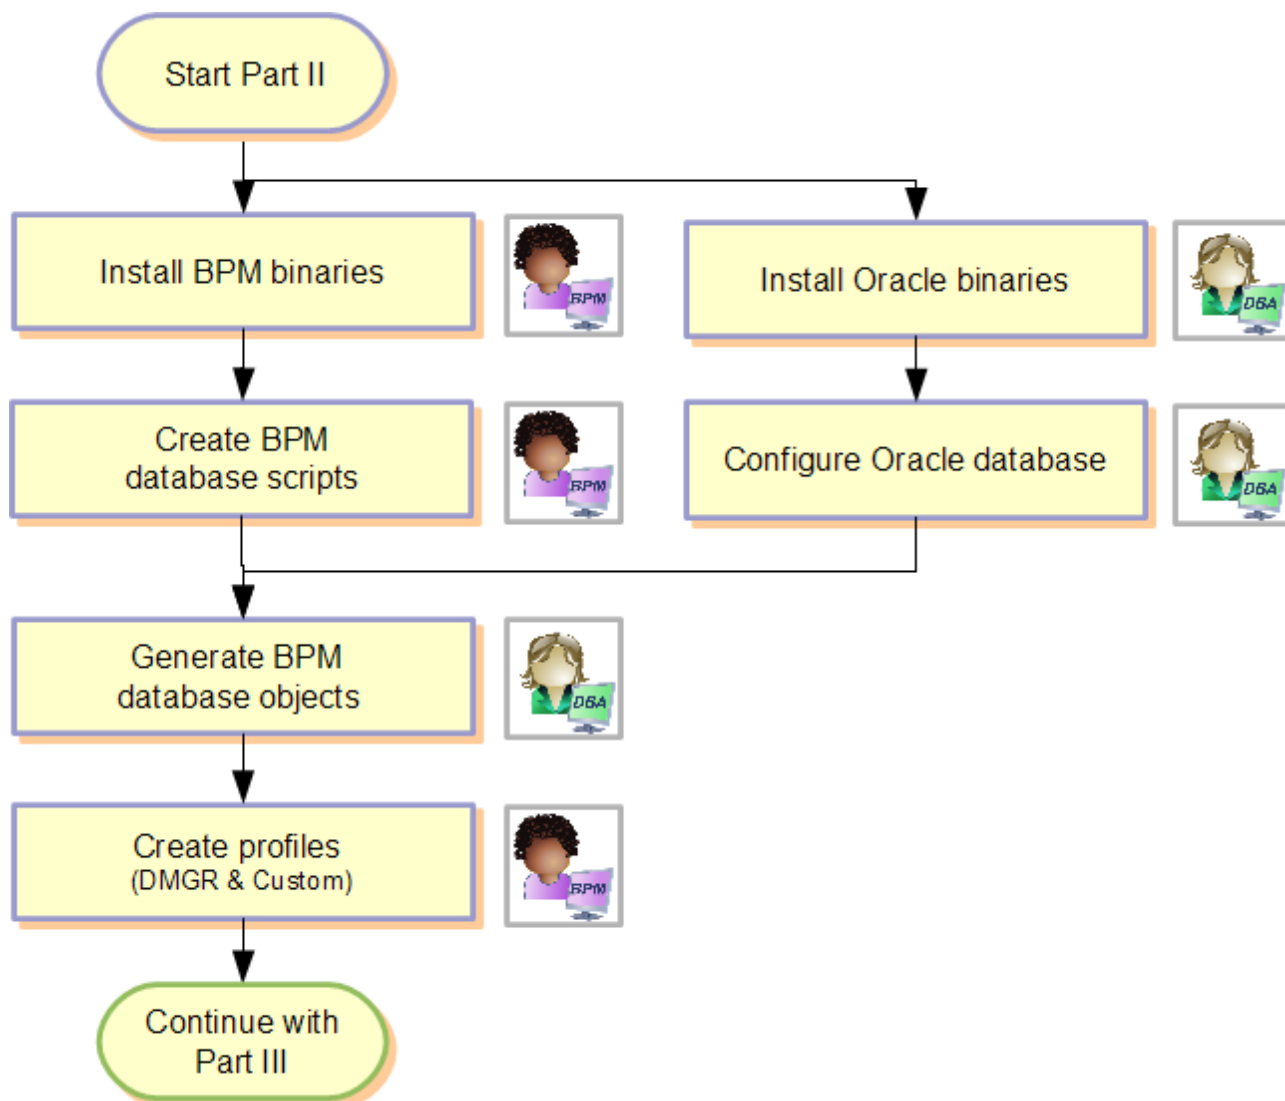 Start Part II
Install BPM binaries
BPM
Install Oracle binaries
DBA
Create BPM
database scripts
BPM
Configure Oracle database
DBA
Generate BPM
database objects
DBA
Create profiles
(DMGR & Custom)
BPM
Continue with
Part III